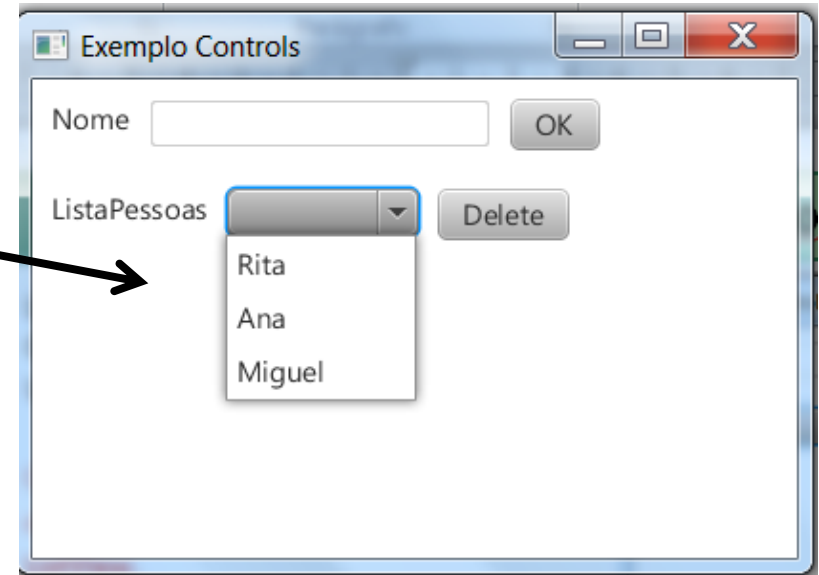 Exemplo Controls
Nome OK
ListaPessoas Delete
Rita
Ana
Miguel